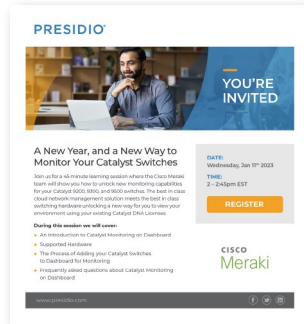 PRESIDIO®
YOU'RE
INVITED
A New Year, and a New Way to
Monitor Your Catalyst Switches
Join us for a 45 minute learning session where the Cisco Meraki
team will show you how to unlock new monitoring capabilities
for your Catalyst 9200, 9300, and 9500 switches. The best in class
cloud network management solution meets the best in class
switching hardware unlocking a new way for you to view your
environment using your existing Catalyst DNA Licenses.
During this session we will cover:
An Introduction to Catalyst Monitoring on Dashboard
Supported Hardware
The Process of Adding your Catalyst Switches
to Dashboard for Monitoring
Frequently asked questions about Catalyst Monitoring
on Dashboard
DATE:
Wednesday, Jan 11th 2023
TIME:
2 – 2:45pm EST
REGISTER
CISCO
Meraki
www.presidio.com